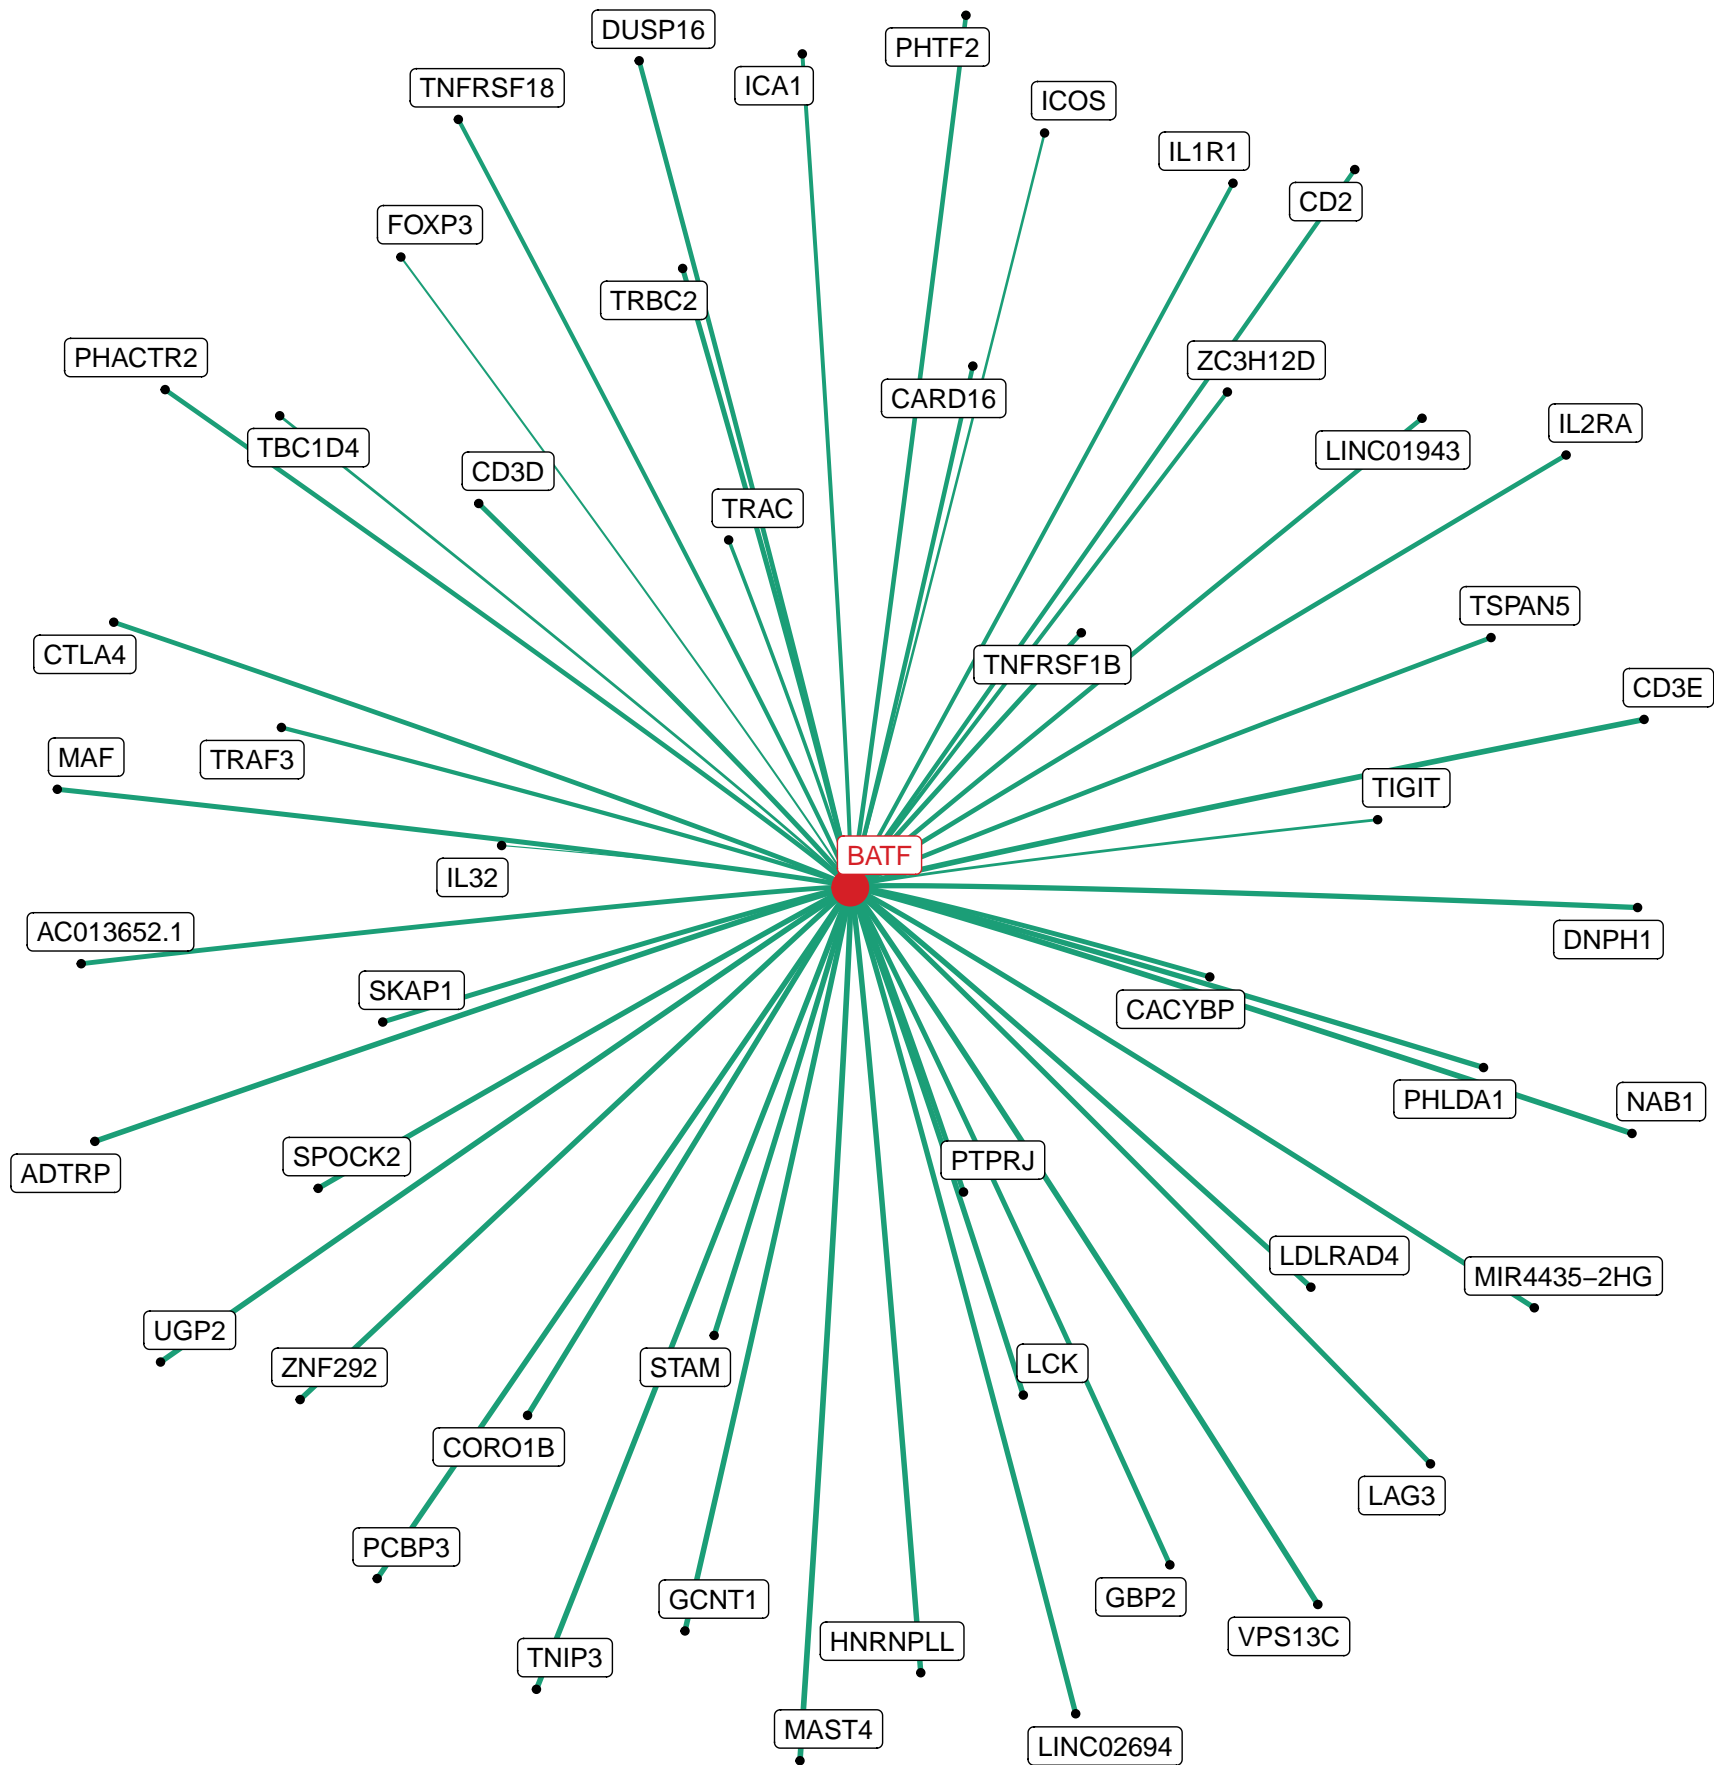 DUSP16
PHTF2
TNFRSF18
ICA1
ICOS
IL1R1
CD2
FOXP3
TRBC2
PHACTR2
ZC3H12D
CARD16
IL2RA
TBC1D4
LINC01943
CD3D
TRAC
TSPAN5
CTLA4
TNFRSF1B
CD3E
MAF
TRAF3
TIGIT
BATF
IL32
AC013652.1
DNPH1
SKAP1
CACYBP
PHLDA1
NAB1
SPOCK2
PTPRJ
ADTRP
LDLRAD4
MIR4435−2HG
UGP2
ZNF292
STAM
LCK
CORO1B
LAG3
PCBP3
GCNT1
GBP2
HNRNPLL
VPS13C
TNIP3
MAST4
LINC02694